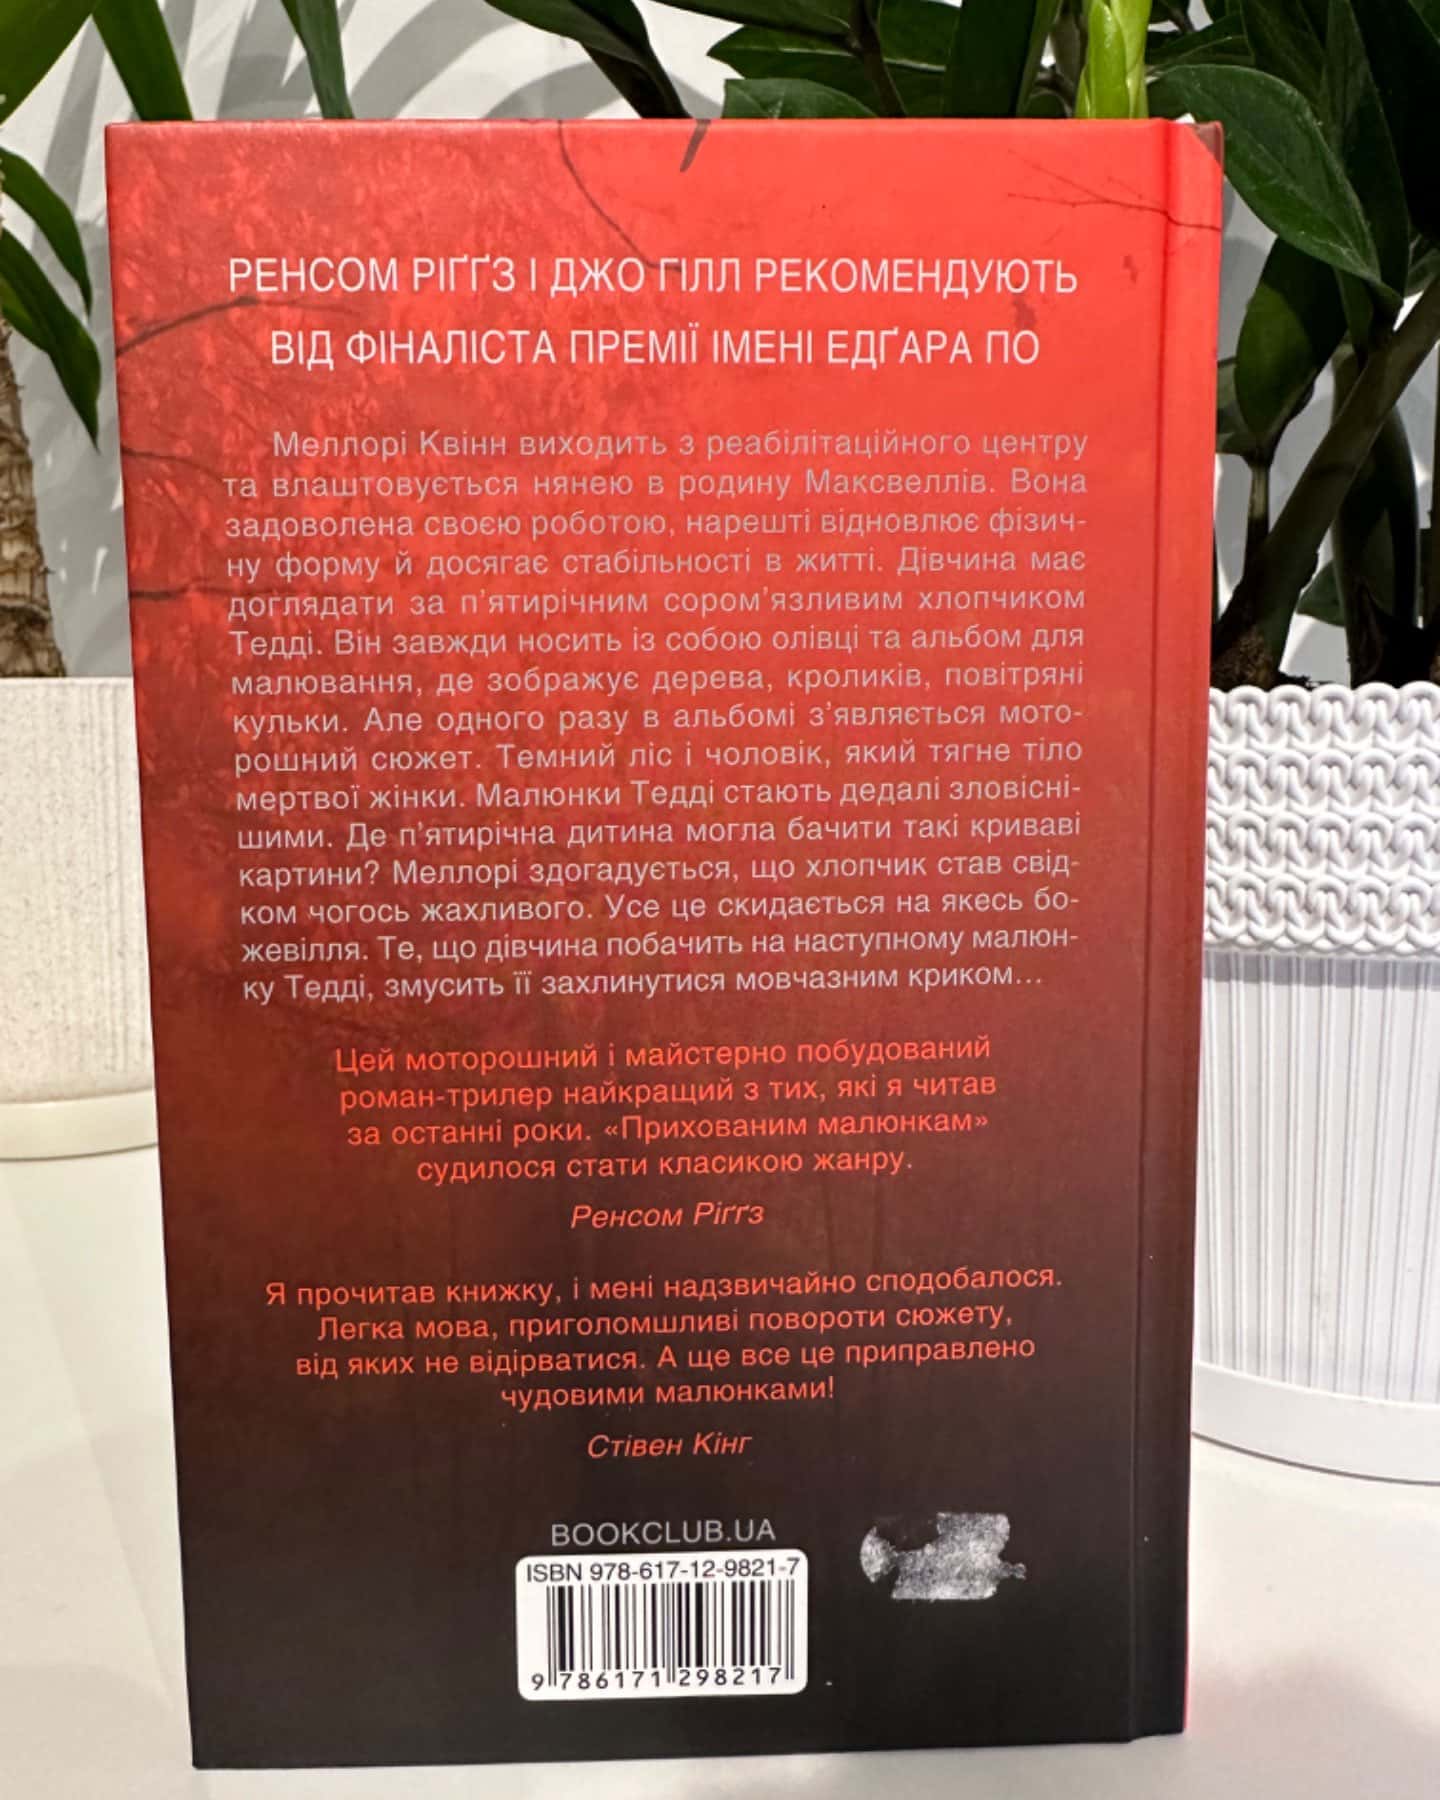 РЕНСОМ РІҐҐЗ І ДЖО ГІЛЛ РЕКОМЕНДУЮТЬ
ВІД ФІНАЛІСТА ПРЕМІЇ ІМЕНІ ЕДҐАРА ПО
Меллорі Квінн виходить з реабілітаційного центру
та влаштовується нянею в родину Максвеллів. Вона
задоволена своєю роботою, нарешті відновлює фізич-
ну форму й досягає стабільності в житті. Дівчина має
доглядати за п'ятирічним сором'язливим хлопчиком
Тедді. Він завжди носить із собою олівці та альбом для
малювання, де зображує дерева, кроликів, повітряні
кульки. Але одного разу в альбомі з'являється мото-
рошний сюжет. Темний ліс і чоловік, який тягне тіло
мертвої жінки. Малюнки Тедді стають дедалі зловісні-
шими. Де п'ятирічна дитина могла бачити такі криваві
картини? Меллорі здогадується, що хлопчик став свід-
ком чогось жахливого. Усе це скидається на якесь бо-
жевілля. Те, що дівчина побачить на наступному малюн-
ку Тедді, змусить її захлинутися мовчазним криком...
Цей моторошний і майстерно побудований
роман-трилер найкращий з тих, які я читав
за останні роки. «Прихованим малюнкам»
судилося стати класикою жанру.
Ренсом Ріґґз
Я прочитав книжку, і мені надзвичайно сподобалося.
Легка мова, приголомшливі повороти сюжету,
від яких не відірватися. А ще все це приправлено
чудовими малюнками!
Стівен Кінг
BOOKCLUB.UA
ISBN 978-617-12-9821-7
9 786171 298217